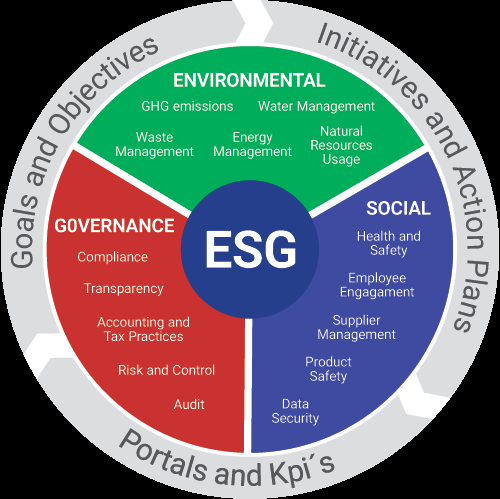 Goals and Objectives
Initiatives and Action Plans
Portals and Kpi´s
ENVIRONMENTAL
GHG emissions
Water Management
Waste
Management
Energy
Management
Natural
Resources
Usage
ESG
G0VERNANCE
Compliance
Transparency
Accounting and
Tax Practices
Risk and Control
Audit
SOCIAL
Health and
Safety
Employee
Engagament
Supplier
Management
Product
Safety
Data
Security